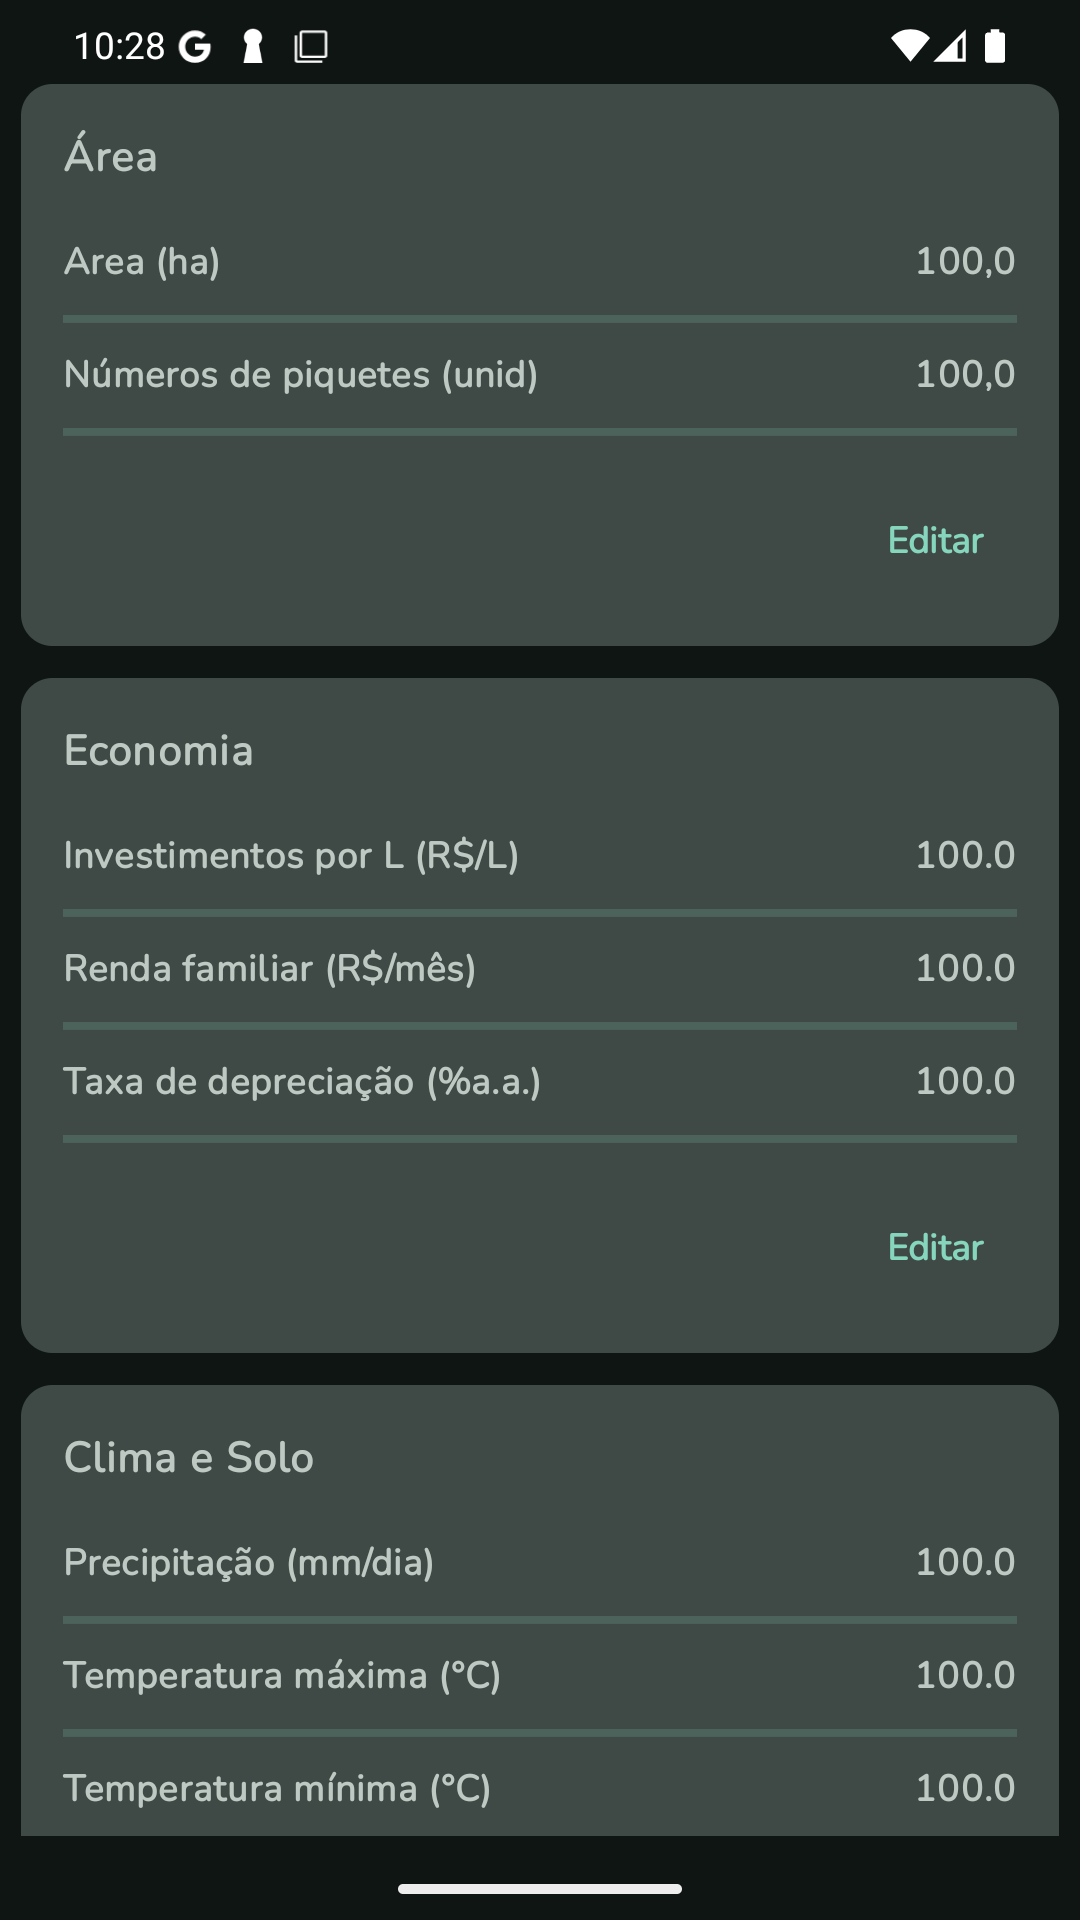 10:28
Área
Area (ha) 100,0
Números de piquetes (unid) 100,0
Editar
Economia
Investimentos por L (R$/L) 100.0
Renda familiar (R$/mês) 100.0
Taxa de depreciação (%a.a.) 100.0
Editar
Clima e Solo
Precipitação (mm/dia) 100.0
Temperatura máxima (°C) 100.0
Temperatura mínima (°C) 100.0